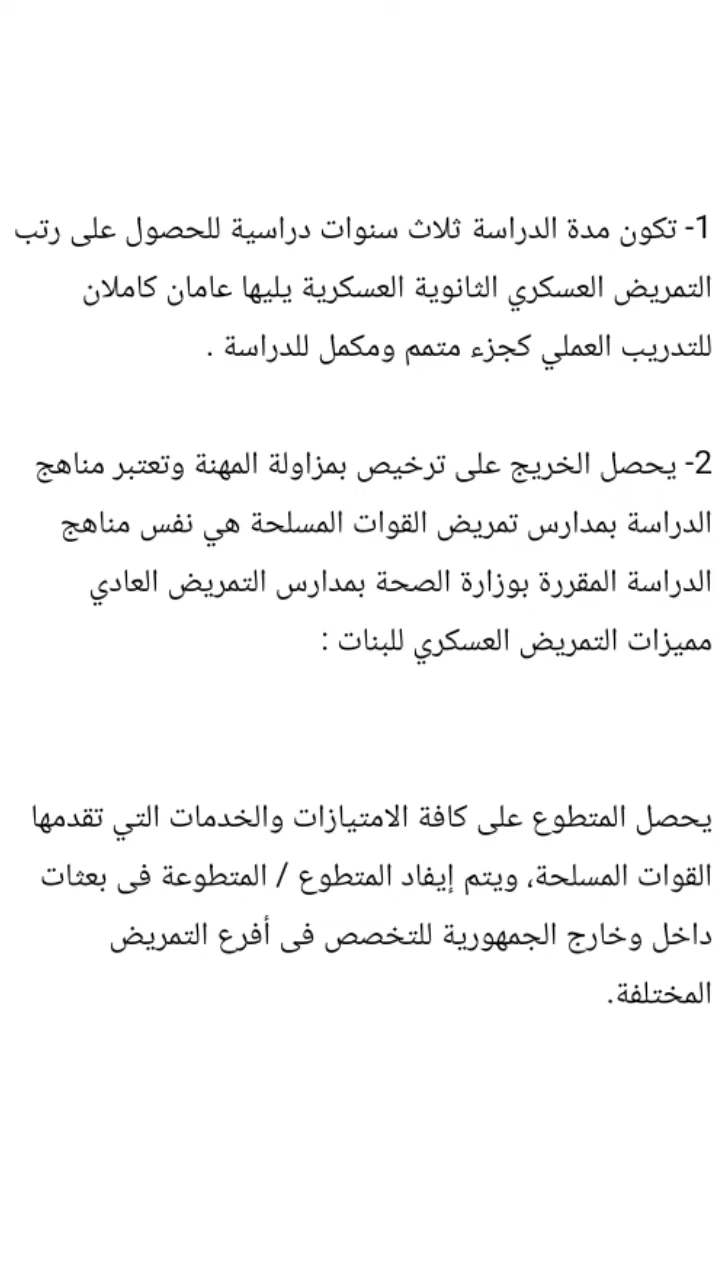 1- تكون مدة الدراسة ثلاث سنوات دراسية للحصول على رتب
التمريض العسكري الثانوية العسكرية يليها عامان كاملان
للتدريب العملي كجزء متمم ومكمل للدراسة .
2- يحصل الخريج على ترخيص بمزاولة المهنة وتعتبر مناهج
الدراسة بمدارس تمريض القوات المسلحة هي نفس مناهج
الدراسة المقررة بوزارة الصحة بمدارس التمريض العادي
مميزات التمريض العسكري للبنات :
يحصل المتطوع على كافة الامتيازات والخدمات التي تقدمها
القوات المسلحة، ويتم إيفاد المتطوع / المتطوعة فى بعثات
داخل وخارج الجمهورية للتخصص فى أفرع التمريض
المختلفة.